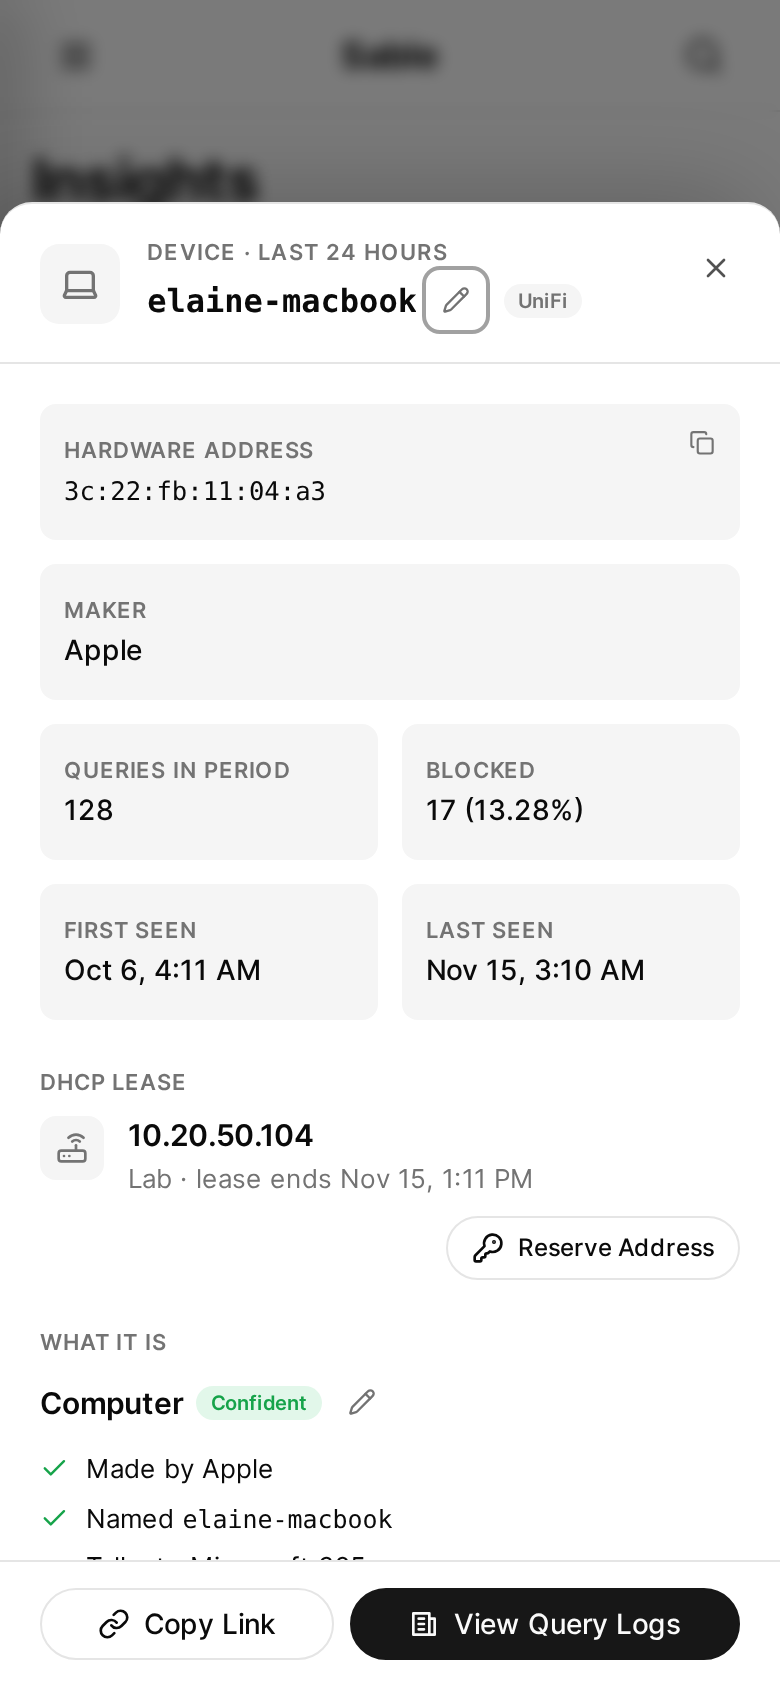 Sable
Insights
DEVICE · LAST 24 HOURS
elaine-macbook
UniFi
HARDWARE ADDRESS
3c:22:fb:11:04:a3
MAKER
Apple
QUERIES IN PERIOD
128
BLOCKED
17 (13.28%)
FIRST SEEN
Oct 6, 4:11 AM
LAST SEEN
Nov 15, 3:10 AM
DHCP LEASE
10.20.50.104
Lab · lease ends Nov 15, 1:11 PM
Reserve Address
WHAT IT IS
Computer
Confident
Made by Apple
Named elaine-macbook
Copy Link
View Query Logs